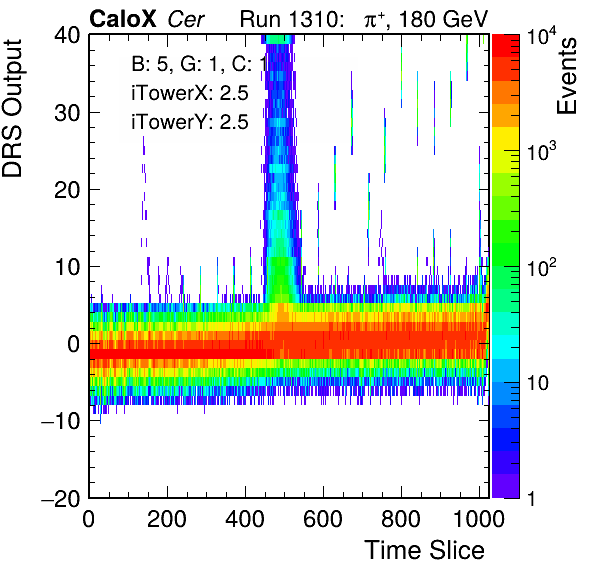 CaloX Cer Run 1310: π⁺, 180 GeV
B: 5, G: 1, C: 1
iTowerX: 2.5
iTowerY: 2.5
DRS Output
40
30
20
10
0
−10
−20
0 200 400 600 800 1000
Time Slice
Events
10⁴
10³
10²
10
1